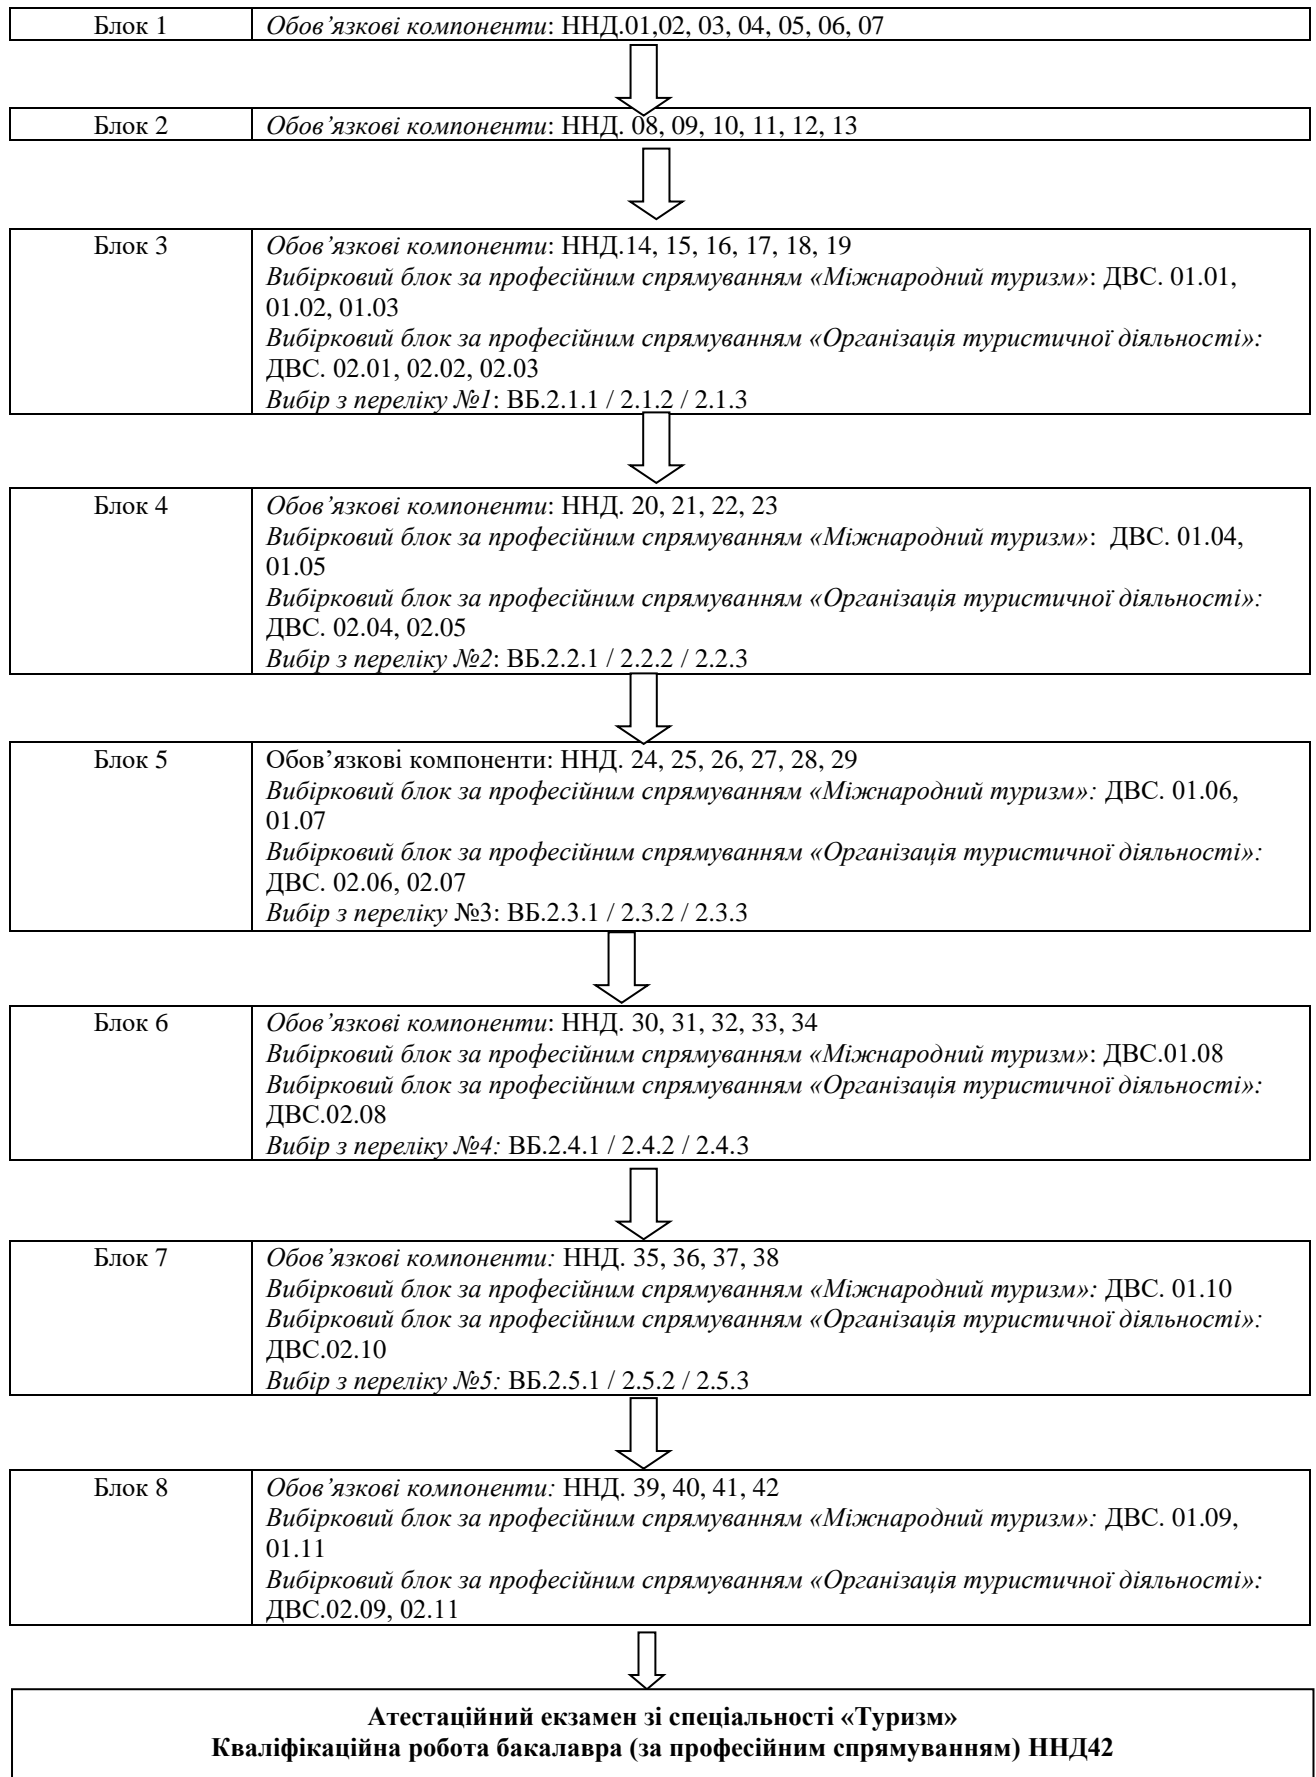 Блок 1 Обов’язкові компоненти: ННД.01,02, 03, 04, 05, 06, 07
Блок 2 Обов’язкові компоненти: ННД. 08, 09, 10, 11, 12, 13
Блок 3 Обов’язкові компоненти: ННД.14, 15, 16, 17, 18, 19
Вибірковий блок за професійним спрямуванням «Міжнародний туризм»: ДВС. 01.01,
01.02, 01.03
Вибірковий блок за професійним спрямуванням «Організація туристичної діяльності»:
ДВС. 02.01, 02.02, 02.03
Вибір з переліку №1: ВБ.2.1.1 / 2.1.2 / 2.1.3
Блок 4 Обов’язкові компоненти: ННД. 20, 21, 22, 23
Вибірковий блок за професійним спрямуванням «Міжнародний туризм»: ДВС. 01.04,
01.05
Вибірковий блок за професійним спрямуванням «Організація туристичної діяльності»:
ДВС. 02.04, 02.05
Вибір з переліку №2: ВБ.2.2.1 / 2.2.2 / 2.2.3
Блок 5 Обов’язкові компоненти: ННД. 24, 25, 26, 27, 28, 29
Вибірковий блок за професійним спрямуванням «Міжнародний туризм»: ДВС. 01.06,
01.07
Вибірковий блок за професійним спрямуванням «Організація туристичної діяльності»:
ДВС. 02.06, 02.07
Вибір з переліку №3: ВБ.2.3.1 / 2.3.2 / 2.3.3
Блок 6 Обов’язкові компоненти: ННД. 30, 31, 32, 33, 34
Вибірковий блок за професійним спрямуванням «Міжнародний туризм»: ДВС.01.08
Вибірковий блок за професійним спрямуванням «Організація туристичної діяльності»:
ДВС.02.08
Вибір з переліку №4: ВБ.2.4.1 / 2.4.2 / 2.4.3
Блок 7 Обов’язкові компоненти: ННД. 35, 36, 37, 38
Вибірковий блок за професійним спрямуванням «Міжнародний туризм»: ДВС. 01.10
Вибірковий блок за професійним спрямуванням «Організація туристичної діяльності»:
ДВС.02.10
Вибір з переліку №5: ВБ.2.5.1 / 2.5.2 / 2.5.3
Блок 8 Обов’язкові компоненти: ННД. 39, 40, 41, 42
Вибірковий блок за професійним спрямуванням «Міжнародний туризм»: ДВС. 01.09,
01.11
Вибірковий блок за професійним спрямуванням «Організація туристичної діяльності»:
ДВС.02.09, 02.11
Атестаційний екзамен зі спеціальності «Туризм»
Кваліфікаційна робота бакалавра (за професійним спрямуванням) ННД42